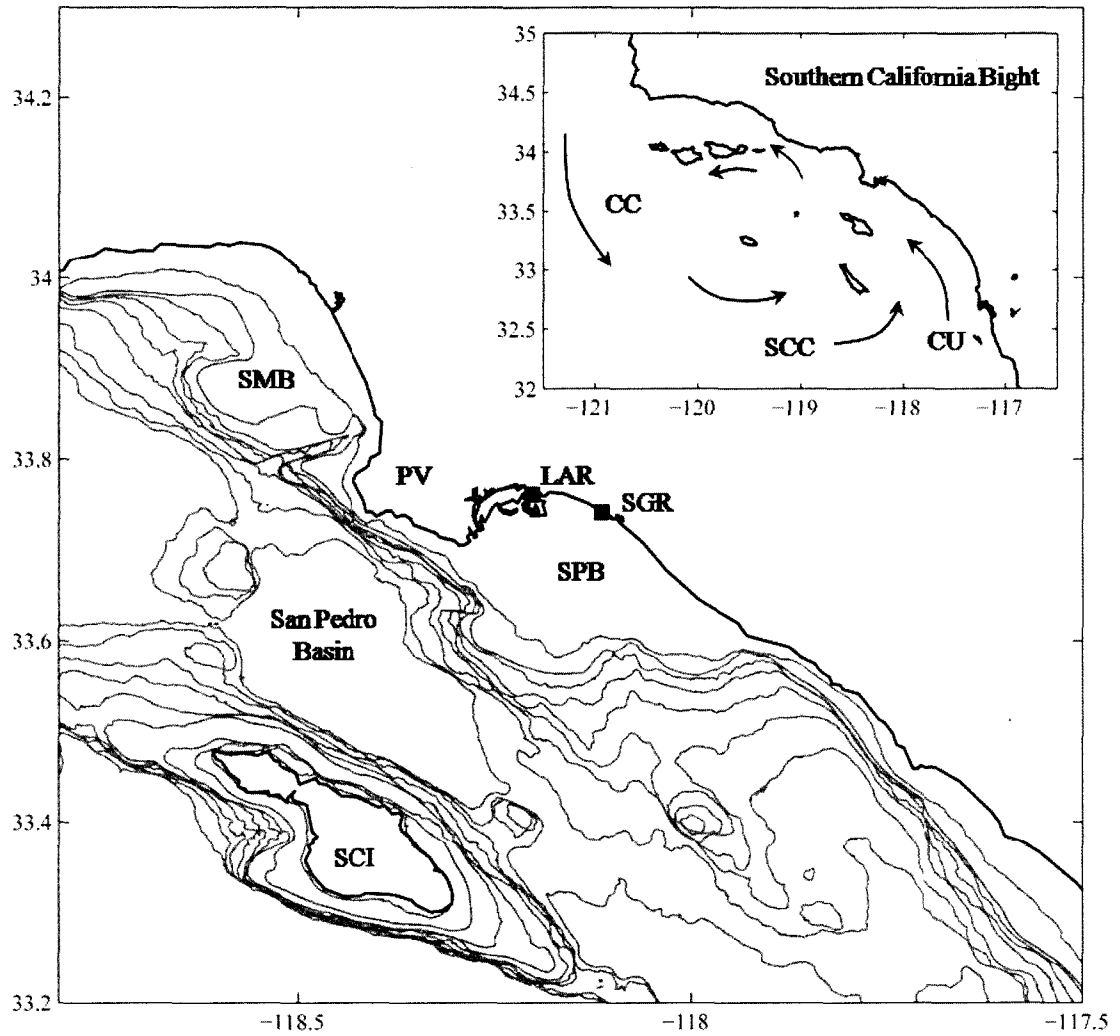 35
Southern California Bight
34.5
34
33.5
33
32.5
32
CC
SCC
CU
−121
−120
−119
−118
−117
34.2
34
33.8
33.6
33.4
33.2
SMB
PV
LAR
SGR
SPB
San Pedro
Basin
SCI
−118.5
−118
−117.5